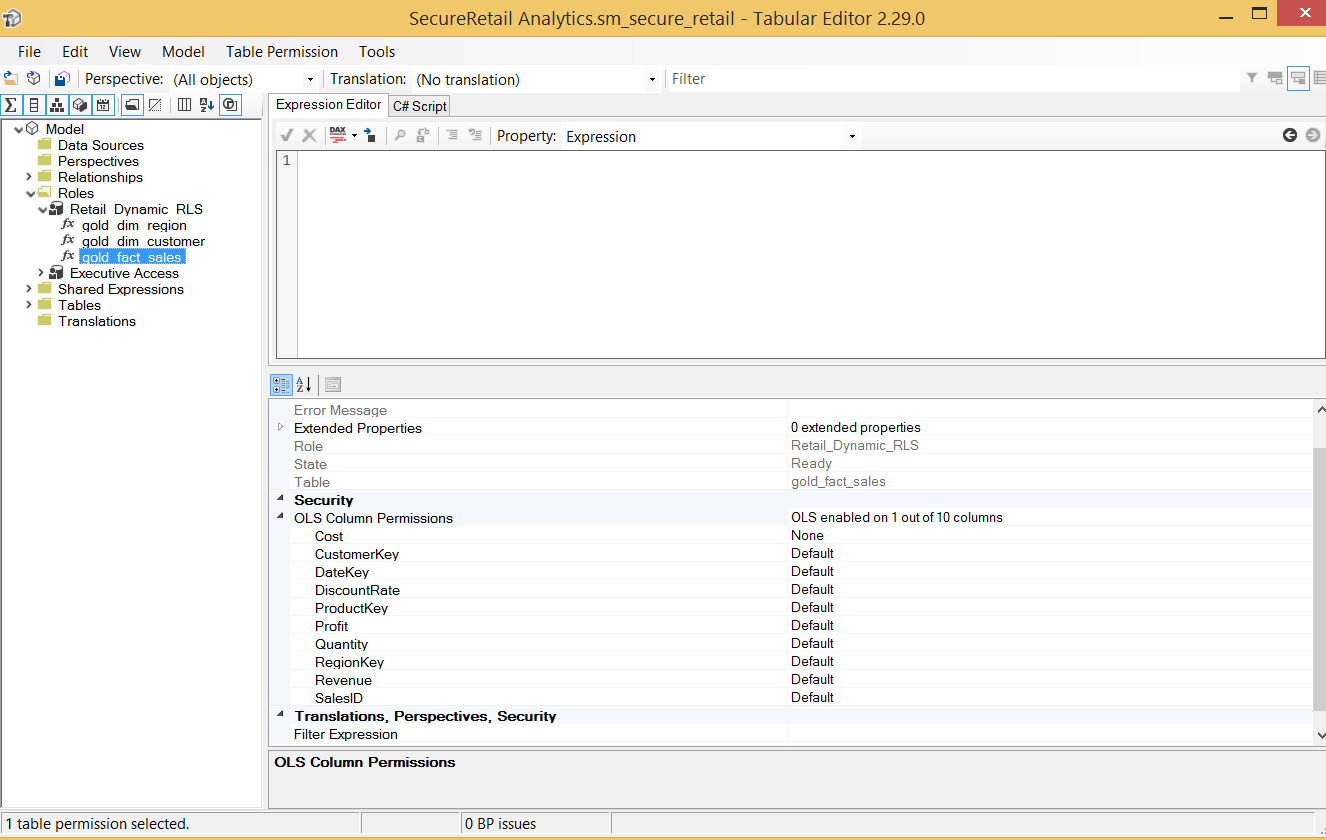 SecureRetail Analytics.sm_secure_retail - Tabular Editor 2.29.0
File Edit View Model Table Permission Tools
Perspective: (All objects) Translation: (No translation) Filter
Expression Editor C# Script
DAX Property: Expression
1
Model
Data Sources
Perspectives
Relationships
Roles
Retail_Dynamic_RLS
fx gold_dim_region
fx gold_dim_customer
fx gold_fact_sales
Executive Access
Shared Expressions
Tables
Translations
Error Message
Extended Properties 0 extended properties
Role Retail_Dynamic_RLS
State Ready
Table gold_fact_sales
Security
OLS Column Permissions OLS enabled on 1 out of 10 columns
Cost None
CustomerKey Default
DateKey Default
DiscountRate Default
ProductKey Default
Profit Default
Quantity Default
RegionKey Default
Revenue Default
SalesID Default
Translations, Perspectives, Security
Filter Expression
OLS Column Permissions
1 table permission selected. 0 BP issues